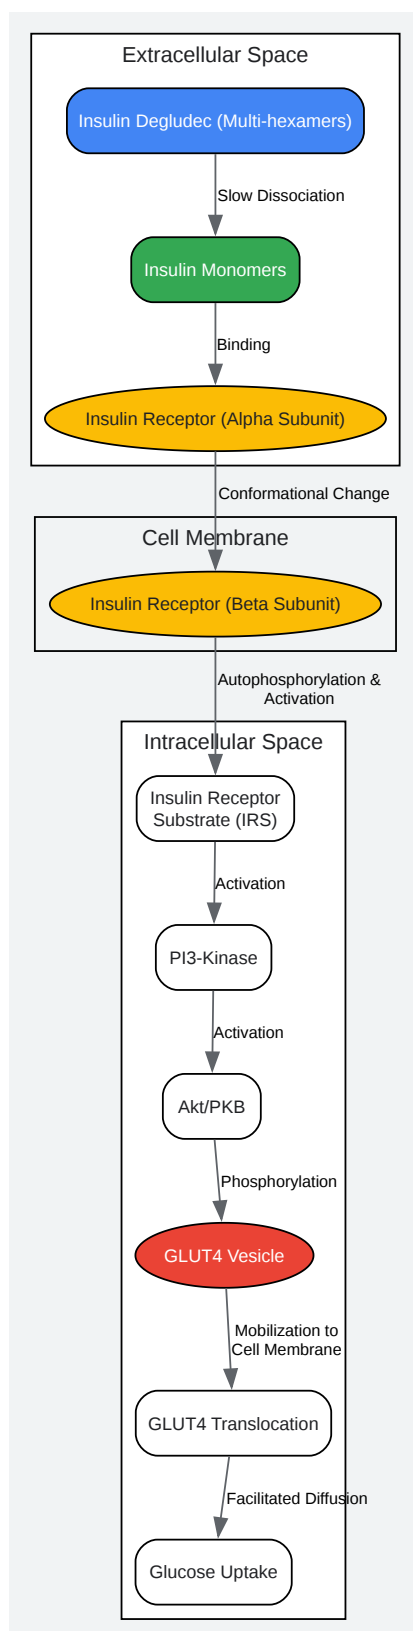 Extracellular Space
Insulin Degludec (Multi-hexamers)
Slow Dissociation
Insulin Monomers
Binding
Insulin Receptor (Alpha Subunit)
Conformational Change
Cell Membrane
Insulin Receptor (Beta Subunit)
Autophosphorylation &
Activation
Intracellular Space
Insulin Receptor
Substrate (IRS)
Activation
PI3-Kinase
Activation
Akt/PKB
Phosphorylation
GLUT4 Vesicle
Mobilization to
Cell Membrane
GLUT4 Translocation
Facilitated Diffusion
Glucose Uptake